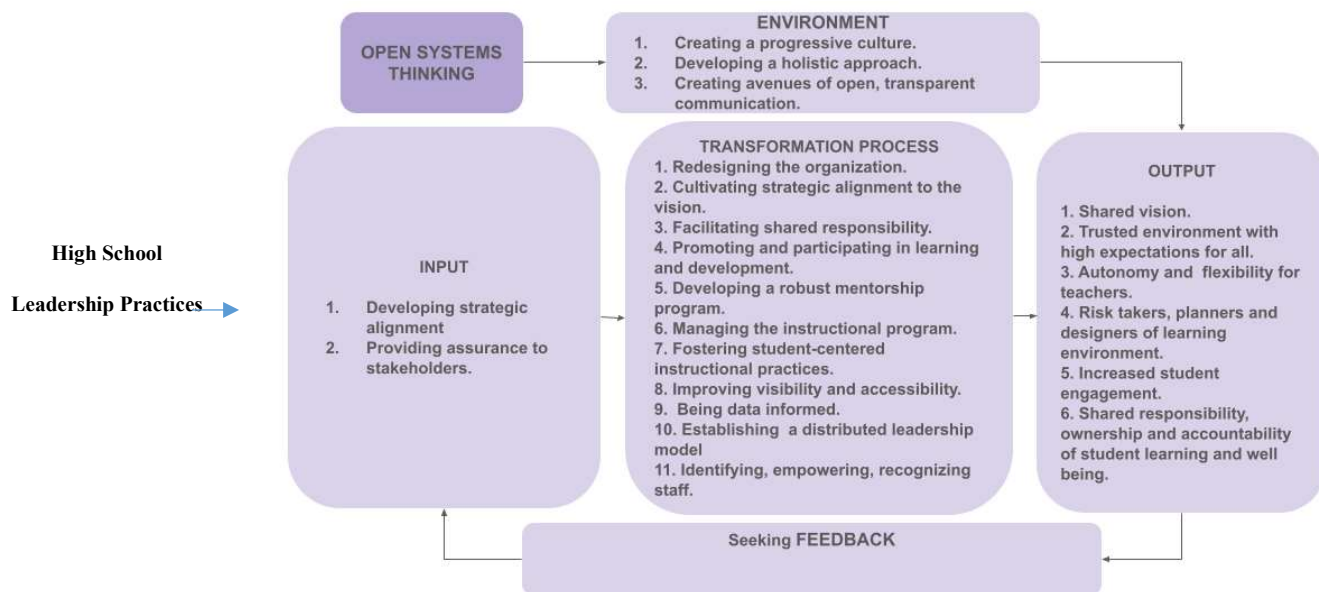 OPEN SYSTEMS
THINKING
ENVIRONMENT
1. Creating a progressive culture.
2. Developing a holistic approach.
3. Creating avenues of open, transparent
communication.
High School
Leadership Practices
INPUT
1. Developing strategic
alignment
2. Providing assurance to
stakeholders.
TRANSFORMATION PROCESS
1. Redesigning the organization.
2. Cultivating strategic alignment to the
vision.
3. Facilitating shared responsibility.
4. Promoting and participating in learning
and development.
5. Developing a robust mentorship
program.
6. Managing the instructional program.
7. Fostering student-centered
instructional practices.
8. Improving visibility and accessibility.
9. Being data informed.
10. Establishing a distributed leadership
model
11. Identifying, empowering, recognizing
staff.
OUTPUT
1. Shared vision.
2. Trusted environment with
high expectations for all.
3. Autonomy and flexibility for
teachers.
4. Risk takers, planners and
designers of learning
environment.
5. Increased student
engagement.
6. Shared responsibility,
ownership and accountability
of student learning and well
being.
Seeking FEEDBACK